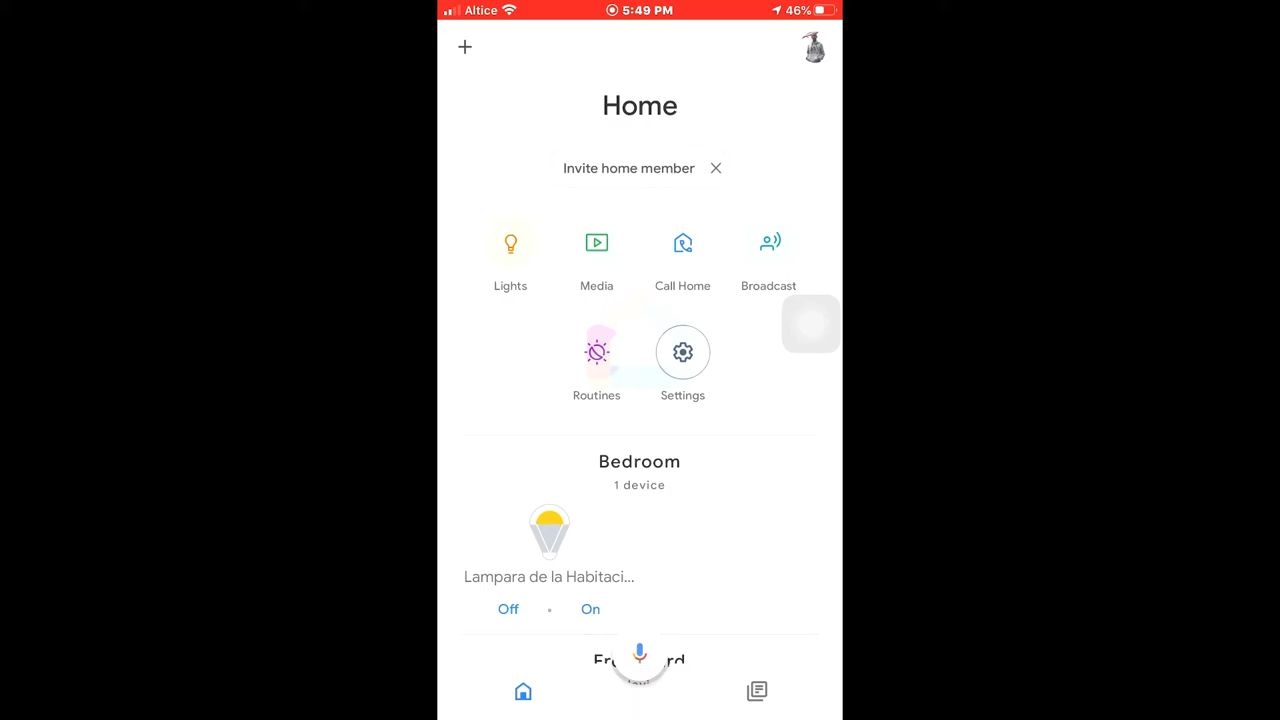 Altice 5:49 PM 46%
Home
Invite home member
Lights Media Call Home Broadcast
Routines Settings
Bedroom
1 device
Lampara de la Habitaci...
Off • On